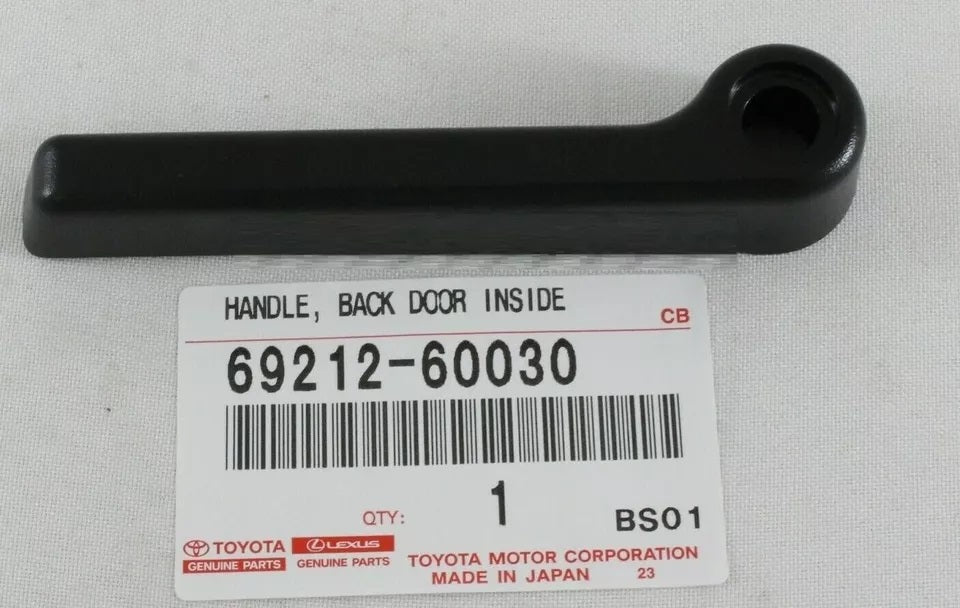 HANDLE, BACK DOOR INSIDE
CB
69212-60030
QTY: 1 BS01
TOYOTA LEXUS
GENUINE PARTS GENUINE PARTS
TOYOTA MOTOR CORPORATION
MADE IN JAPAN 23